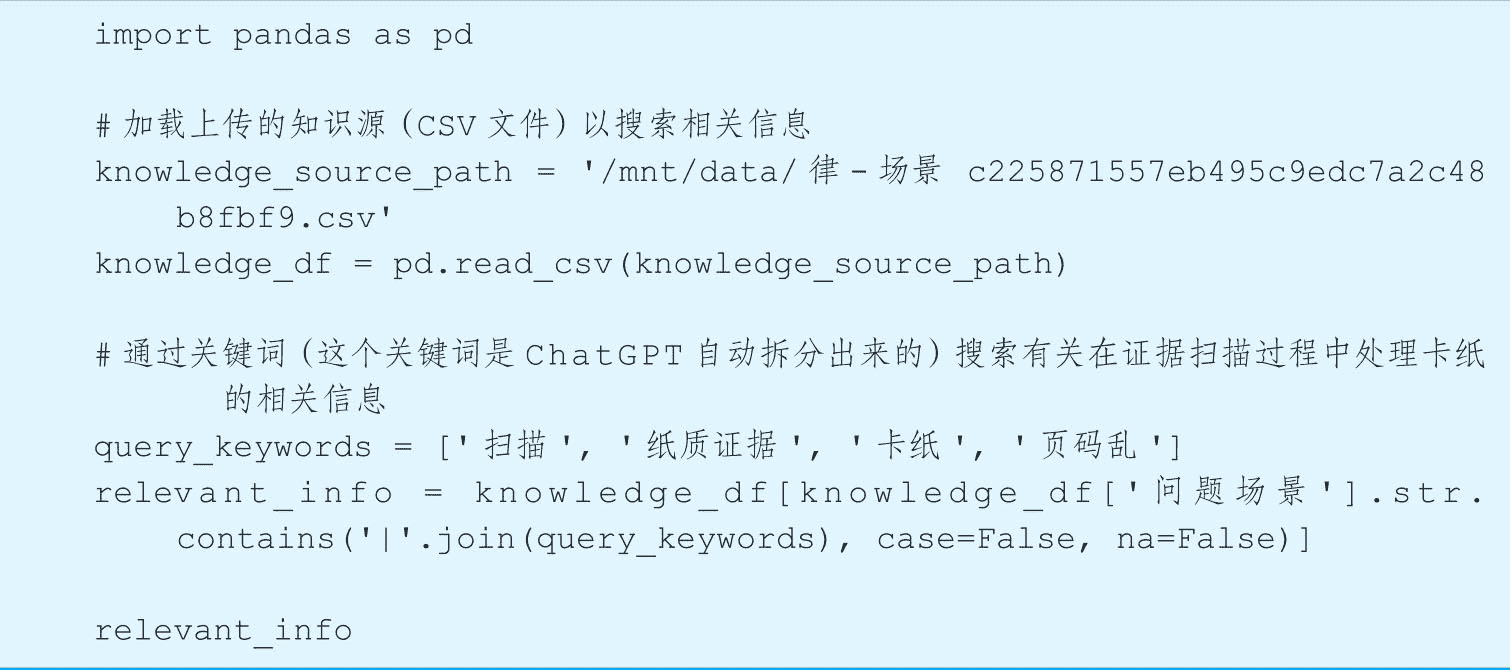 import pandas as pd
# 加载上传的知识源（CSV 文件）以搜索相关信息
knowledge_source_path = '/mnt/data/ 律 - 场景 c225871557eb495c9edc7a2c48
b8fbf9.csv'
knowledge_df = pd.read_csv(knowledge_source_path)
# 通过关键词（这个关键词是 ChatGPT 自动拆分出来的）搜索有关在证据扫描过程中处理卡纸
的相关信息
query_keywords = [' 扫描 ', ' 纸质证据 ', ' 卡纸 ', ' 页码乱 ']
relevant_info = knowledge_df[knowledge_df[' 问题场景 '].str.
contains('|'.join(query_keywords), case=False, na=False)]
relevant_info